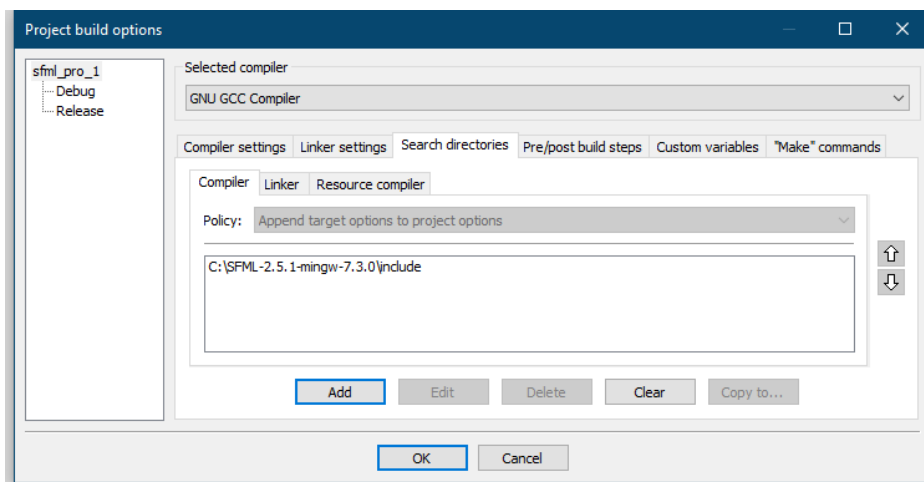 Project build options
sfml_pro_1
Debug
Release
Selected compiler
GNU GCC Compiler
Compiler settings Linker settings Search directories Pre/post build steps Custom variables "Make" commands
Compiler Linker Resource compiler
Policy: Append target options to project options
C:\SFML-2.5.1-mingw-7.3.0\include
Add Edit Delete Clear Copy to...
OK Cancel